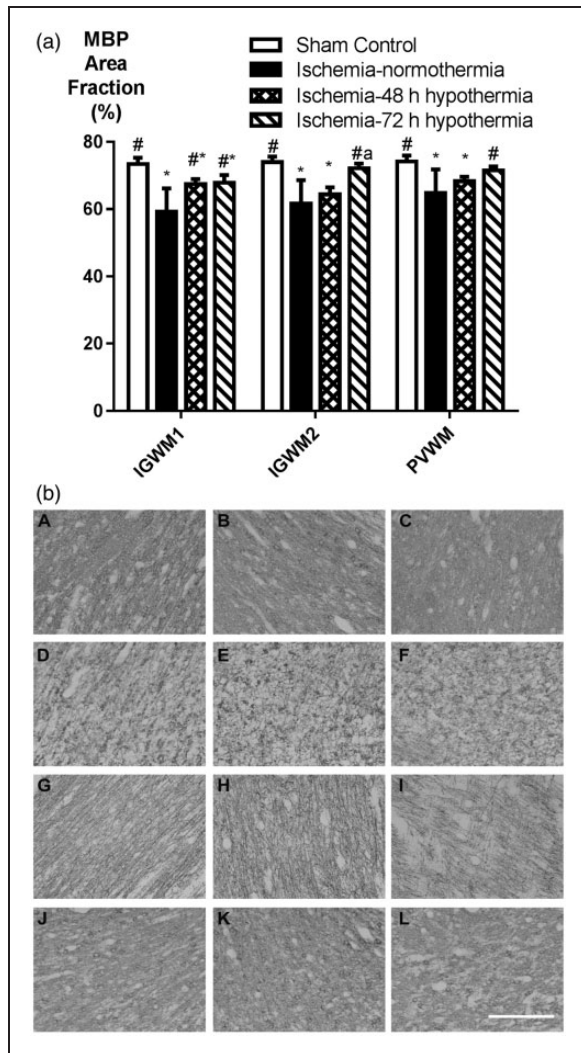 (a)
MBP
Area
Fraction
(%)
Sham Control
Ischemia-normothermia
Ischemia-48 h hypothermia
Ischemia-72 h hypothermia
80
60
40
20
0
# * #* #* # * * #a # * * #
IGWM1 IGWM2 PVWM
(b)
A B C
D E F
G H I
J K L